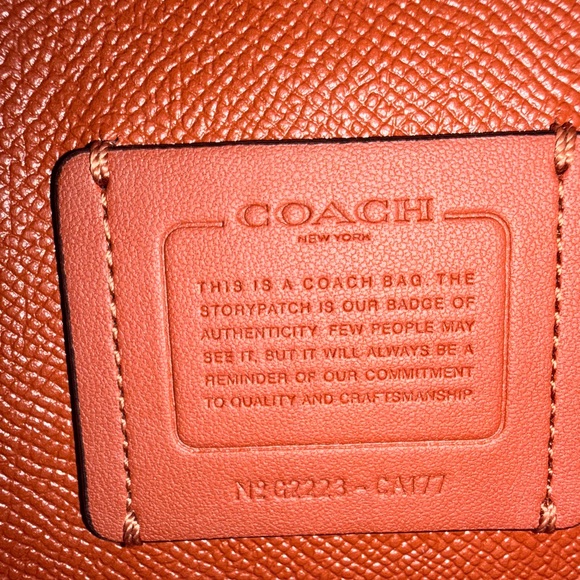 COACH
NEW YORK
THIS IS A COACH BAG. THE
STORYPATCH IS OUR BADGE OF
AUTHENTICITY. FEW PEOPLE MAY
SEE IT, BUT IT WILL ALWAYS BE A
REMINDER OF OUR COMMITMENT
TO QUALITY AND CRAFTSMANSHIP.
Nº C2223-CA177